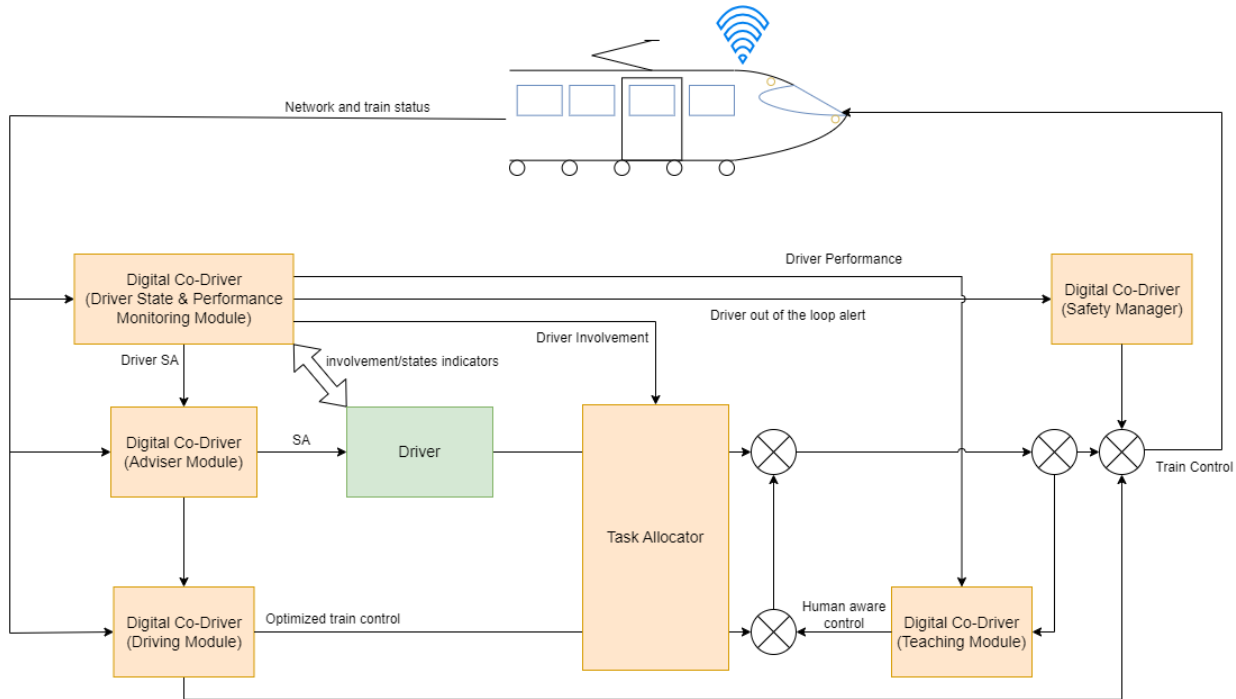 Network and train status
Digital Co-Driver
(Driver State & Performance
Monitoring Module)
Driver Performance
Digital Co-Driver
(Safety Manager)
Driver out of the loop alert
Driver Involvement
Driver SA
involvement/states indicators
Digital Co-Driver
(Adviser Module)
SA
Driver
Train Control
Task Allocator
Digital Co-Driver
(Driving Module)
Optimized train control
Human aware
control
Digital Co-Driver
(Teaching Module)